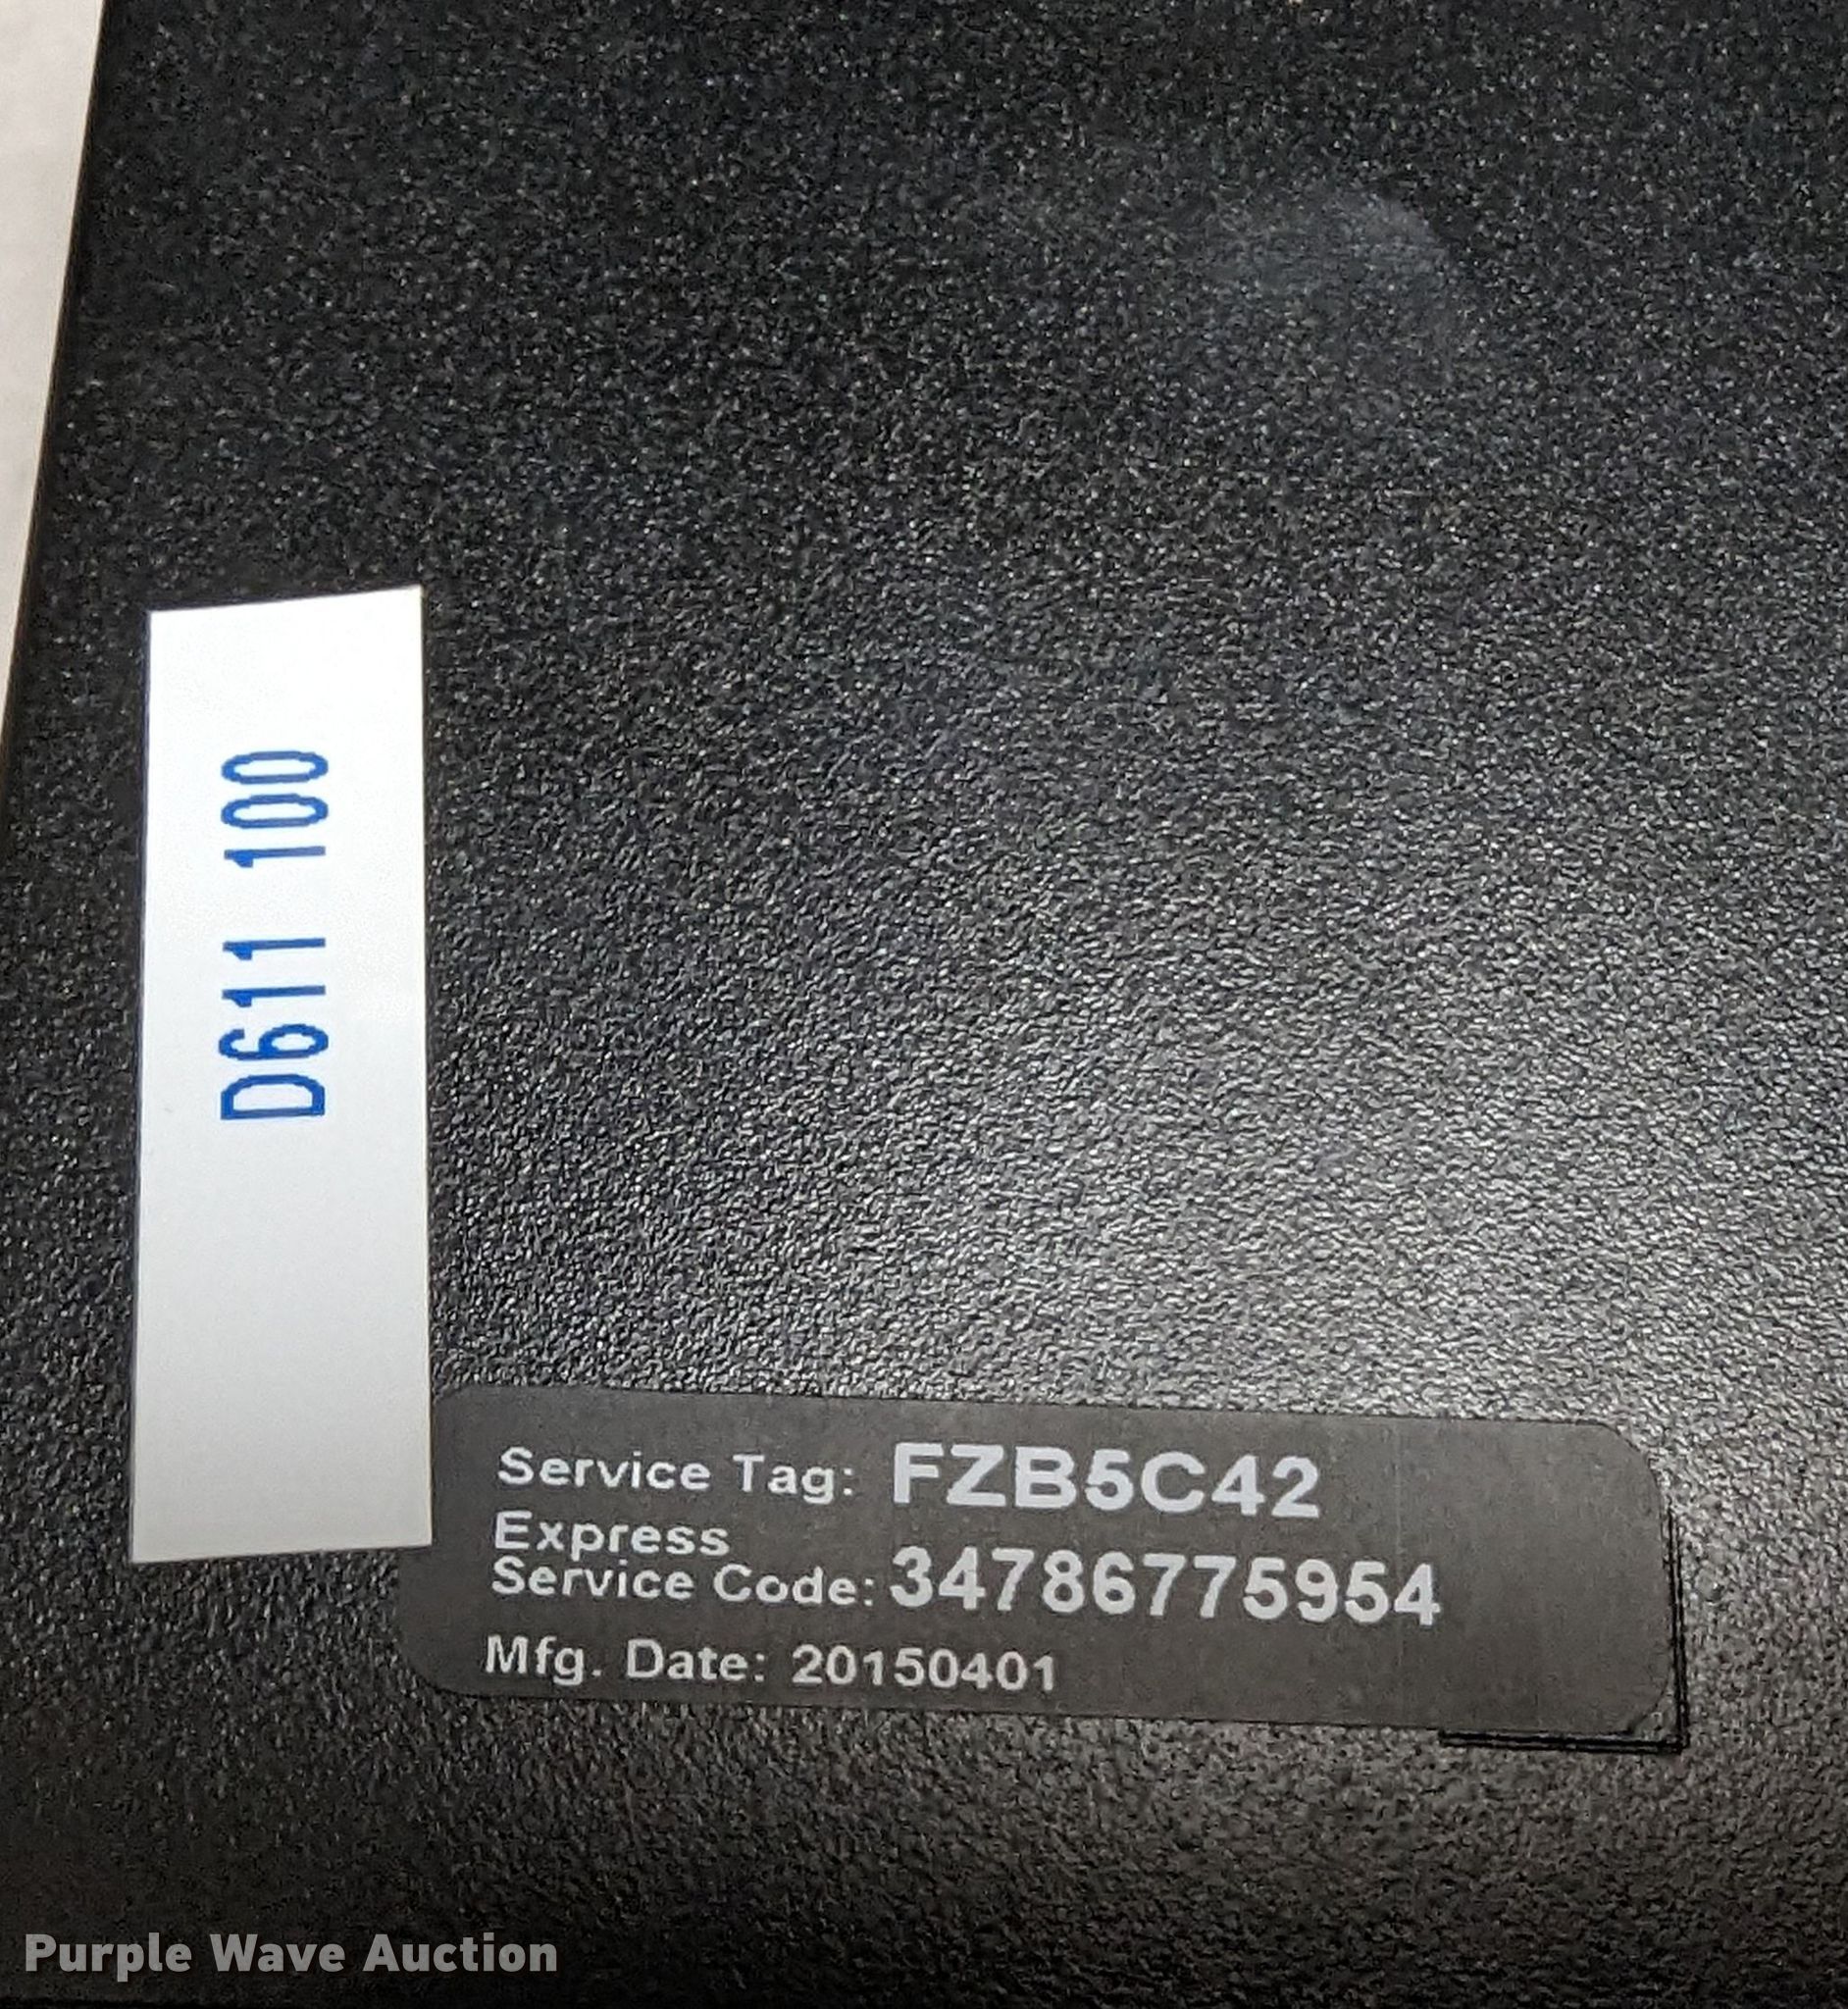 D611 100
Service Tag: FZB5C42
Express
Service Code: 34786775954
Mfg. Date: 20150401
Purple Wave Auction